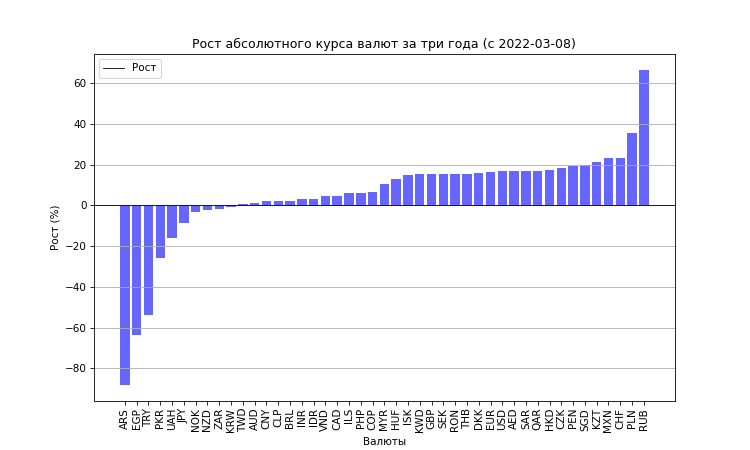 Рост абсолютного курса валют за три года (с 2022-03-08)
Рост
60
40
20
0
−20
−40
−60
−80
Рост (%)
ARS EGP TRY PKR UAH JPY NOK NZD ZAR KRW TWD AUD CNY CLP BRL INR IDR VND CAD ILS PHP COP MYR HUF ISK KWD GBP SEK RON THB DKK EUR USD AED SAR QAR HKD CZK PEN SGD KZT MXN CHF PLN RUB
Валюты